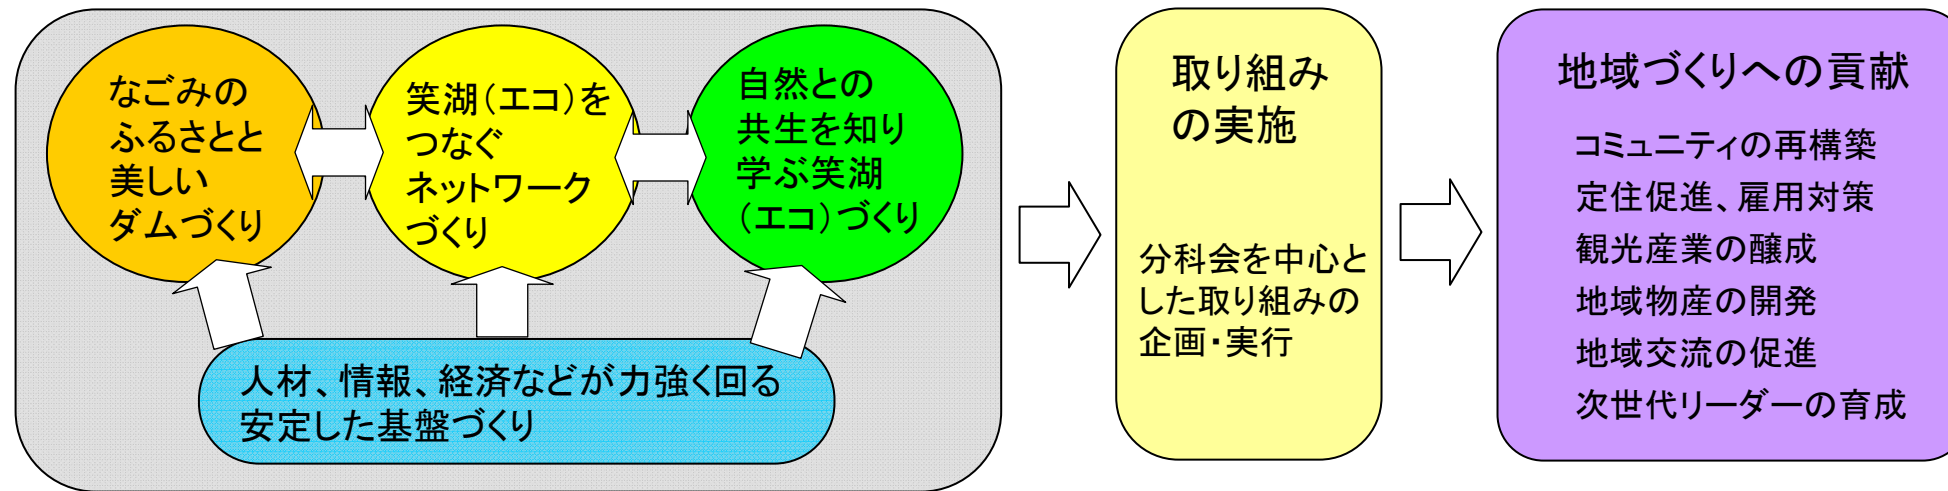 なごみの
ふるさとと
美しい
ダムづくり
笑湖（エコ）を
つなぐ
ネットワーク
づくり
自然との
共生を知り
学ぶ笑湖
（エコ）づくり
人材、情報、経済などが力強く回る
安定した基盤づくり
取り組み
の実施
分科会を中心と
した取り組みの
企画・実行
地域づくりへの貢献
コミュニティの再構築
定住促進、雇用対策
観光産業の醸成
地域物産の開発
地域交流の促進
次世代リーダーの育成